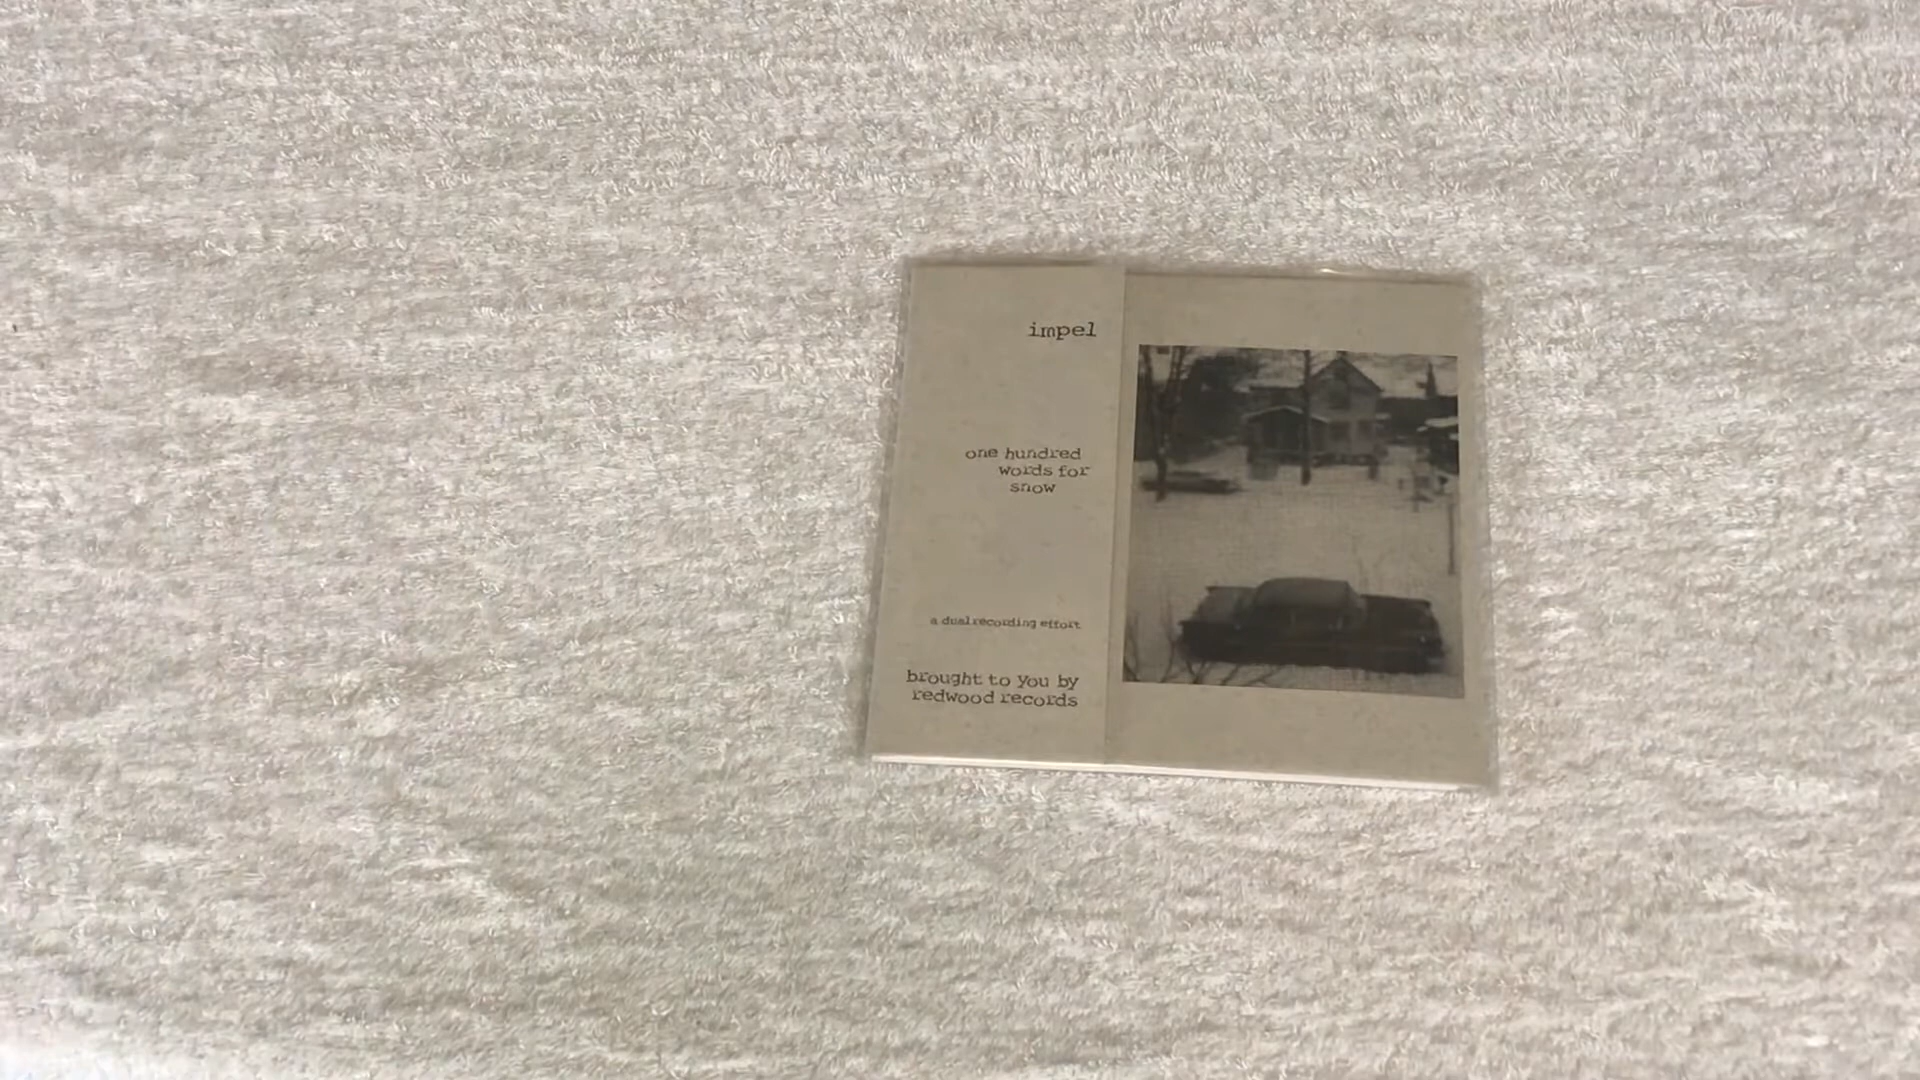 impel
one hundred
words for
snow
a dual recording effort
brought to you by
redwood records